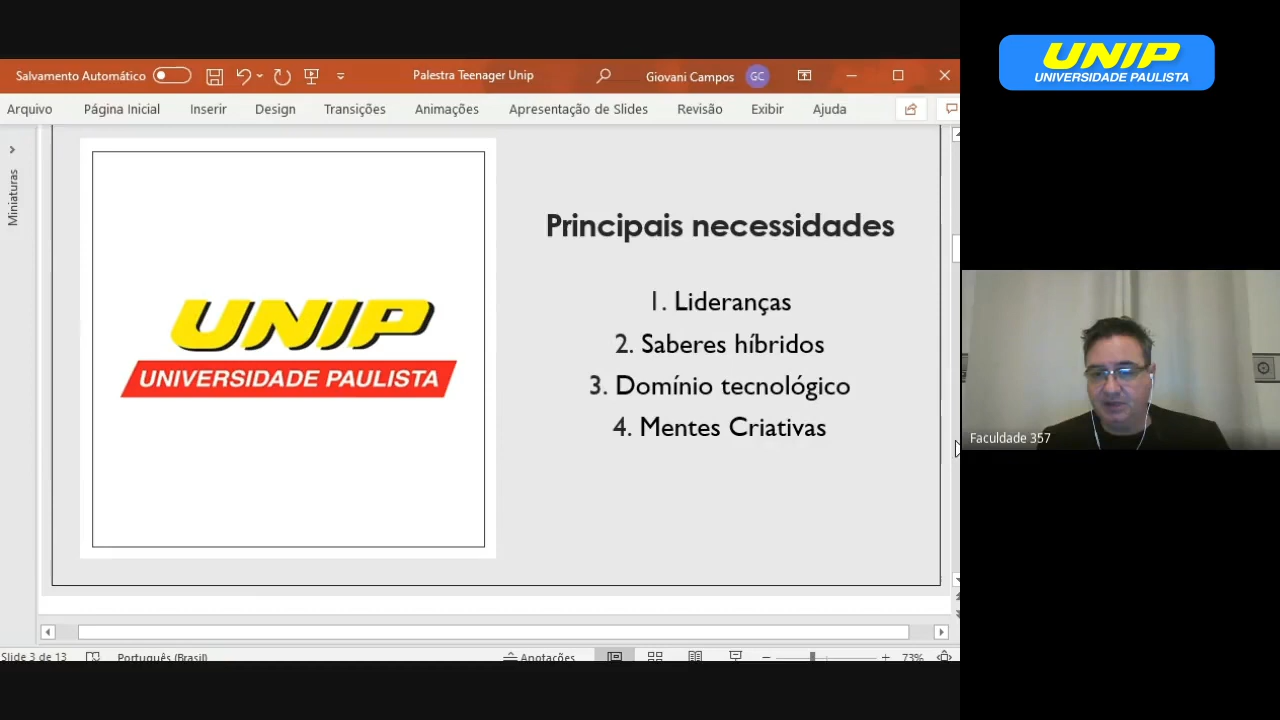 Salvamento Automático
Palestra Teenager Unip
Giovani Campos
GC
Arquivo
Página Inicial
Inserir
Design
Transições
Animações
Apresentação de Slides
Revisão
Exibir
Ajuda
Miniaturas
UNIP
UNIVERSIDADE PAULISTA
Principais necessidades
1. Lideranças
2. Saberes híbridos
3. Domínio tecnológico
4. Mentes Criativas
Slide 3 de 13
Português (Brasil)
Anotações
73%
UNIP
UNIVERSIDADE PAULISTA
Faculdade 357